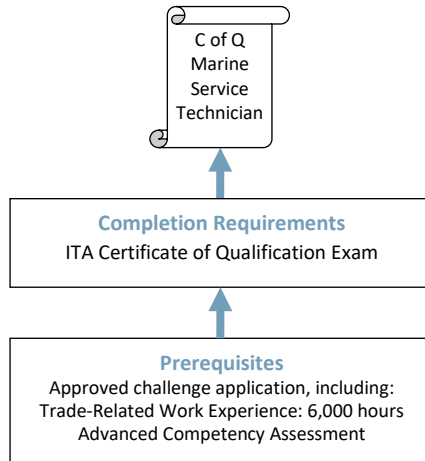 C of Q
Marine
Service
Technician
Completion Requirements
ITA Certificate of Qualification Exam
Prerequisites
Approved challenge application, including:
Trade-Related Work Experience: 6,000 hours
Advanced Competency Assessment